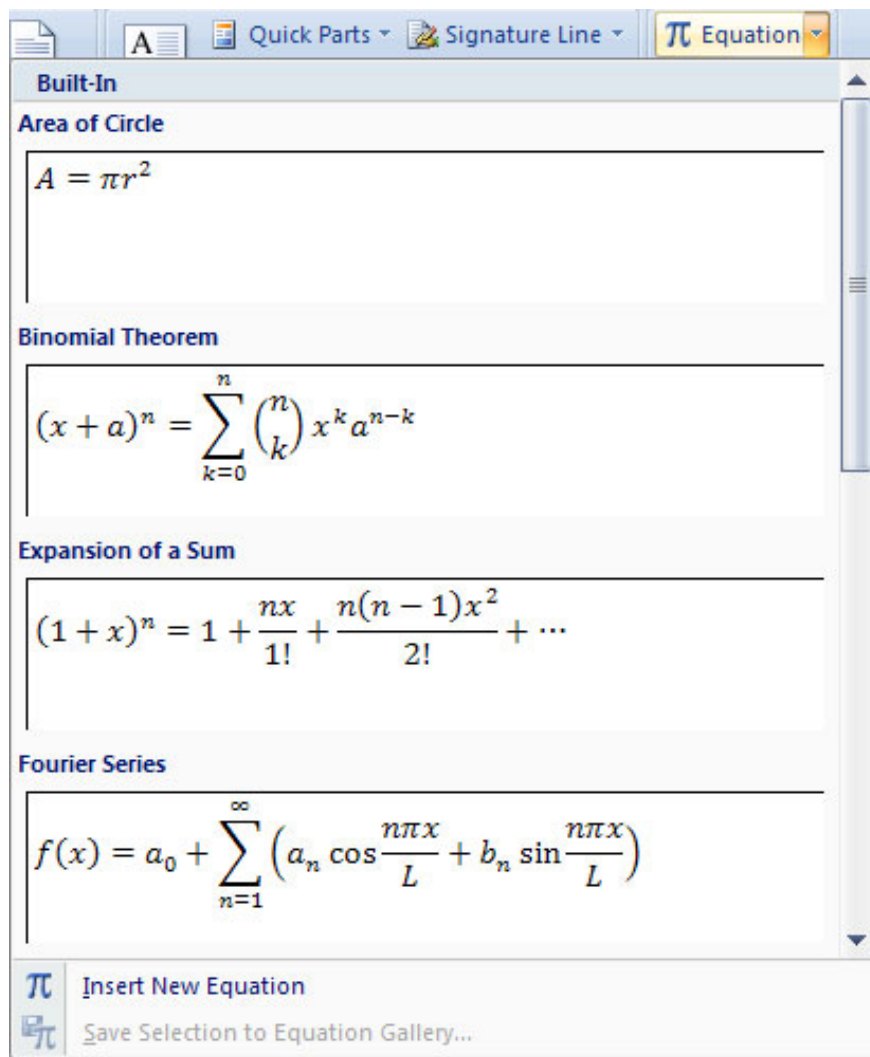 A Quick Parts Signature Line π Equation
Built-In
Area of Circle
A = πr²
Binomial Theorem
(x + a)ⁿ = ∑ₖ₌₀ⁿ (n k) xᵏaⁿ⁻ᵏ
Expansion of a Sum
(1 + x)ⁿ = 1 + nx/1! + n(n − 1)x²/2! + ⋯
Fourier Series
f(x) = a₀ + ∑ₙ₌₁^∞ (aₙ cos nπx/L + bₙ sin nπx/L)
π Insert New Equation
π Save Selection to Equation Gallery...